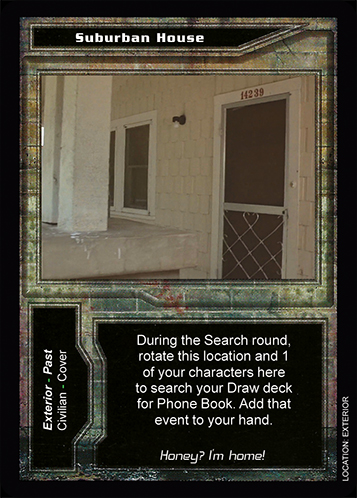 Suburban House
14239
Exterior - Past
Civilian - Cover
During the Search round,
rotate this location and 1
of your characters here
to search your Draw deck
for Phone Book. Add that
event to your hand.
Honey? I'm home!
LOCATION: EXTERIOR